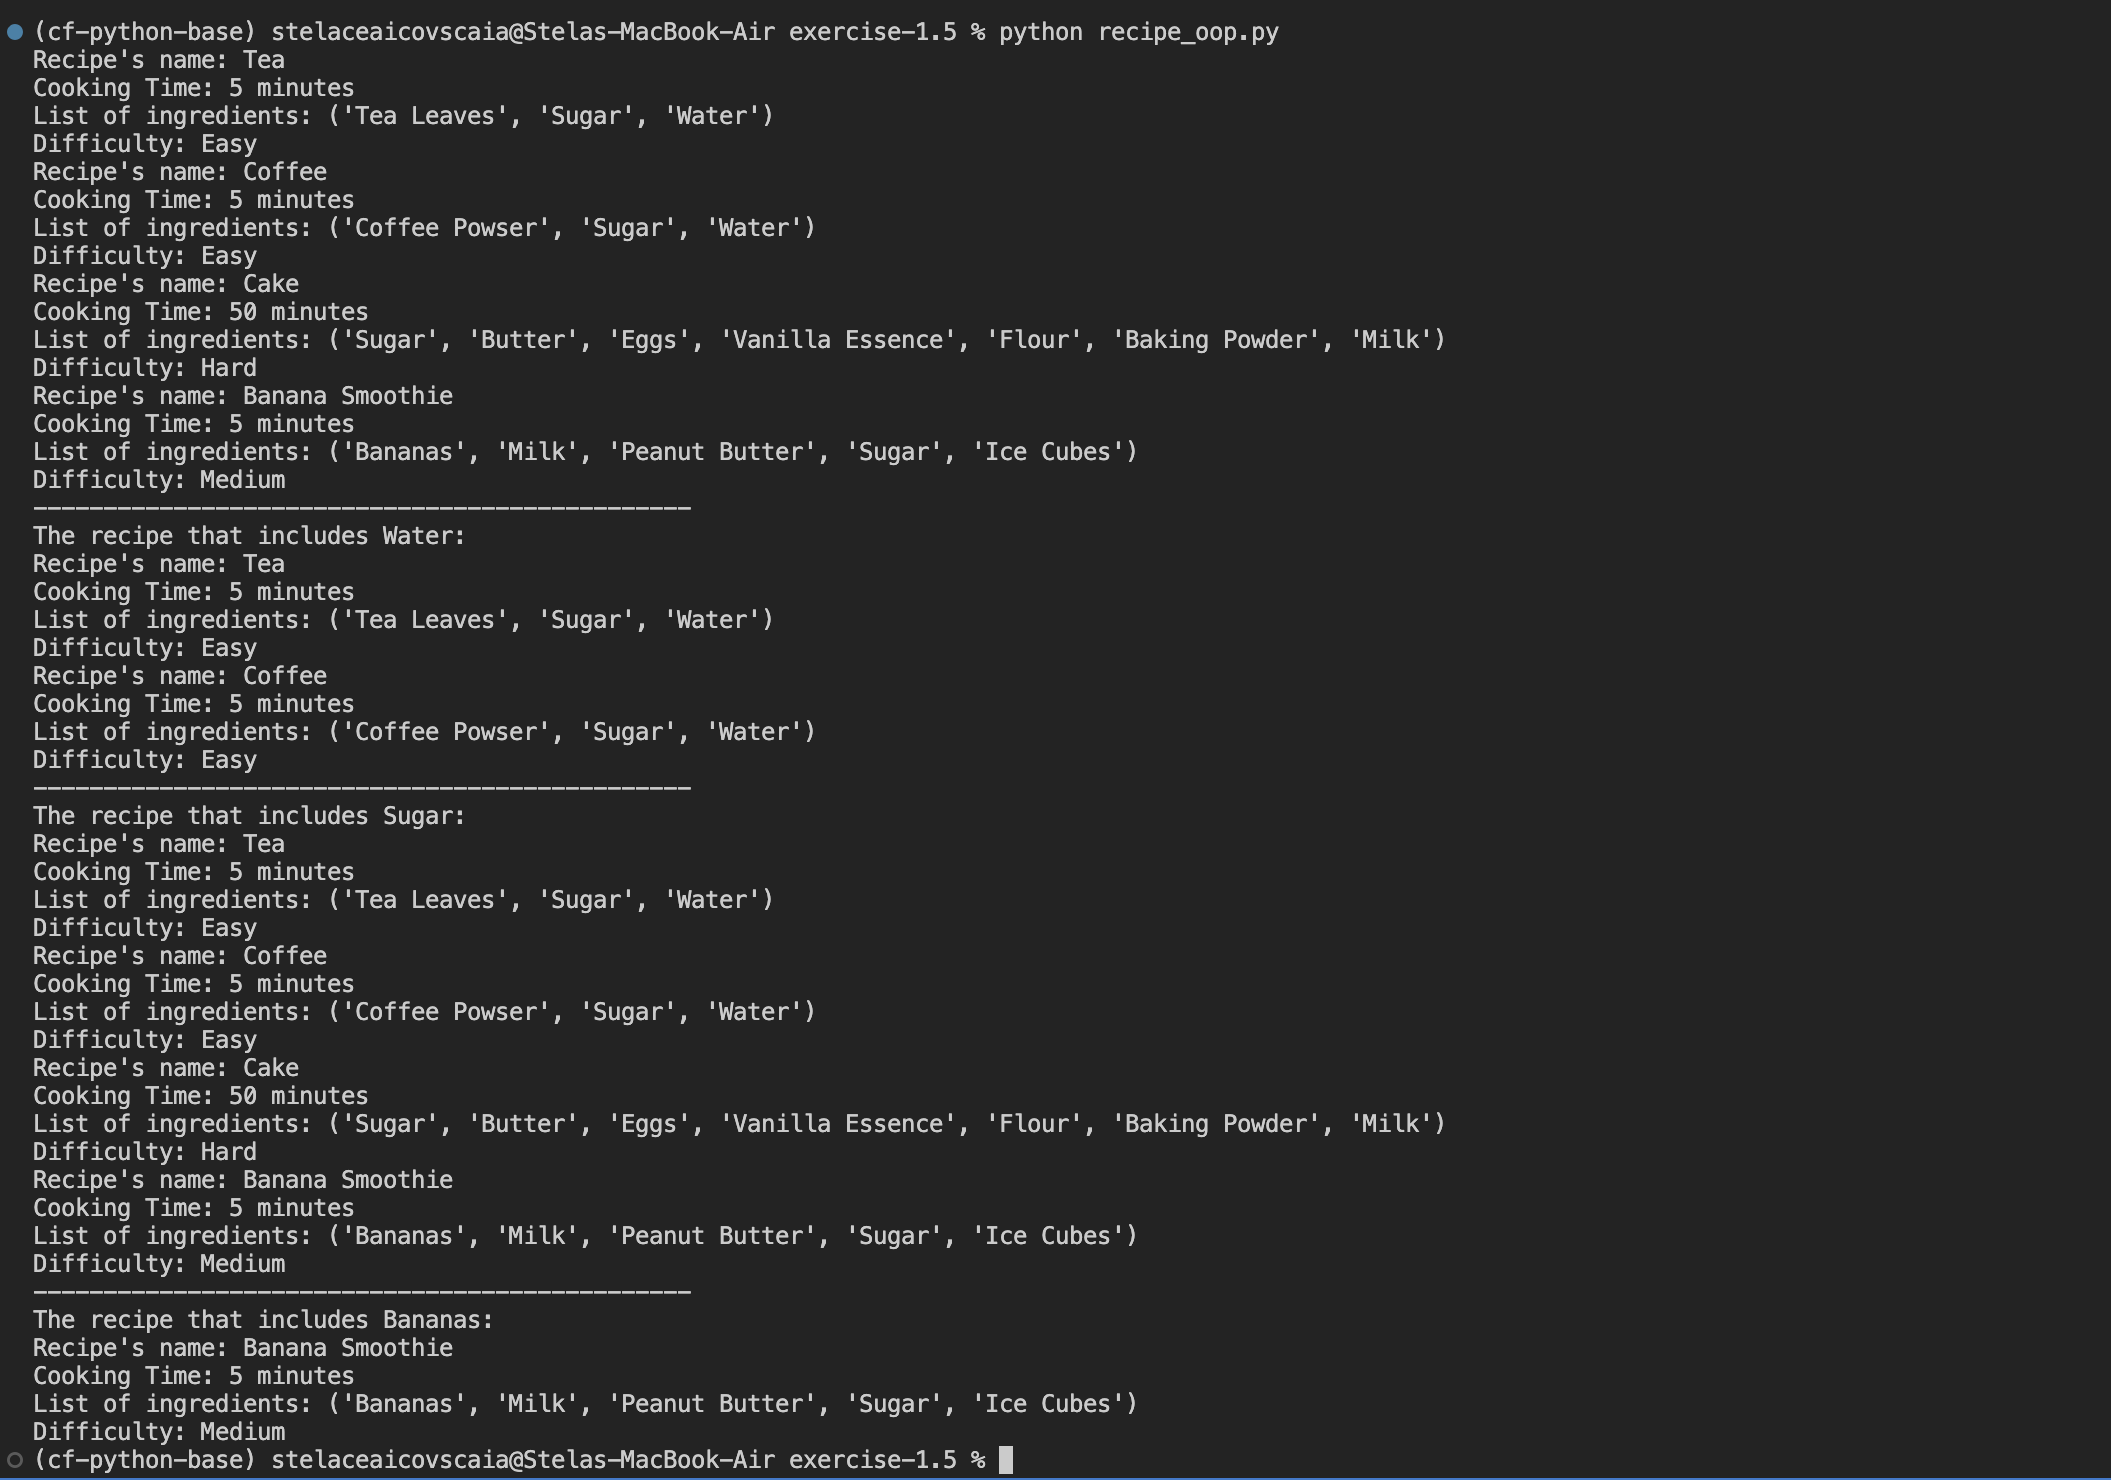 (cf-python-base) stelaceaicovscaia@Stelas-MacBook-Air exercise-1.5 % python recipe_oop.py
Recipe's name: Tea
Cooking Time: 5 minutes
List of ingredients: ('Tea Leaves', 'Sugar', 'Water')
Difficulty: Easy
Recipe's name: Coffee
Cooking Time: 5 minutes
List of ingredients: ('Coffee Powser', 'Sugar', 'Water')
Difficulty: Easy
Recipe's name: Cake
Cooking Time: 50 minutes
List of ingredients: ('Sugar', 'Butter', 'Eggs', 'Vanilla Essence', 'Flour', 'Baking Powder', 'Milk')
Difficulty: Hard
Recipe's name: Banana Smoothie
Cooking Time: 5 minutes
List of ingredients: ('Bananas', 'Milk', 'Peanut Butter', 'Sugar', 'Ice Cubes')
Difficulty: Medium
-----------------------------------------------
The recipe that includes Water:
Recipe's name: Tea
Cooking Time: 5 minutes
List of ingredients: ('Tea Leaves', 'Sugar', 'Water')
Difficulty: Easy
Recipe's name: Coffee
Cooking Time: 5 minutes
List of ingredients: ('Coffee Powser', 'Sugar', 'Water')
Difficulty: Easy
-----------------------------------------------
The recipe that includes Sugar:
Recipe's name: Tea
Cooking Time: 5 minutes
List of ingredients: ('Tea Leaves', 'Sugar', 'Water')
Difficulty: Easy
Recipe's name: Coffee
Cooking Time: 5 minutes
List of ingredients: ('Coffee Powser', 'Sugar', 'Water')
Difficulty: Easy
Recipe's name: Cake
Cooking Time: 50 minutes
List of ingredients: ('Sugar', 'Butter', 'Eggs', 'Vanilla Essence', 'Flour', 'Baking Powder', 'Milk')
Difficulty: Hard
Recipe's name: Banana Smoothie
Cooking Time: 5 minutes
List of ingredients: ('Bananas', 'Milk', 'Peanut Butter', 'Sugar', 'Ice Cubes')
Difficulty: Medium
-----------------------------------------------
The recipe that includes Bananas:
Recipe's name: Banana Smoothie
Cooking Time: 5 minutes
List of ingredients: ('Bananas', 'Milk', 'Peanut Butter', 'Sugar', 'Ice Cubes')
Difficulty: Medium
(cf-python-base) stelaceaicovscaia@Stelas-MacBook-Air exercise-1.5 %